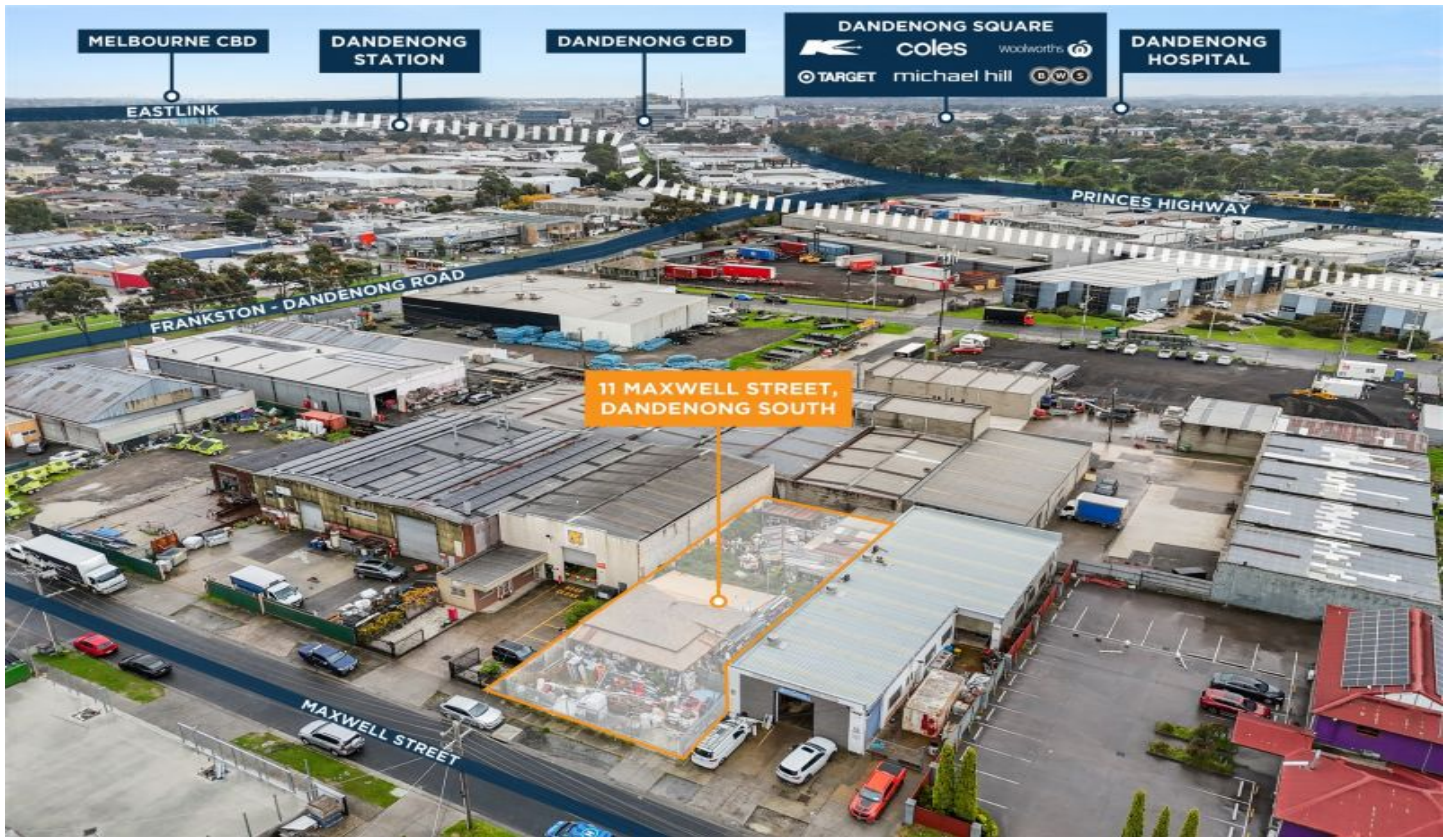 MELBOURNE CBD
DANDENONG
STATION
DANDENONG CBD
DANDENONG SQUARE
coles
woolworths
TARGET
michael hill
BWS
DANDENONG
HOSPITAL
EASTLINK
PRINCES HIGHWAY
FRANKSTON - DANDENONG ROAD
11 MAXWELL STREET,
DANDENONG SOUTH
MAXWELL STREET